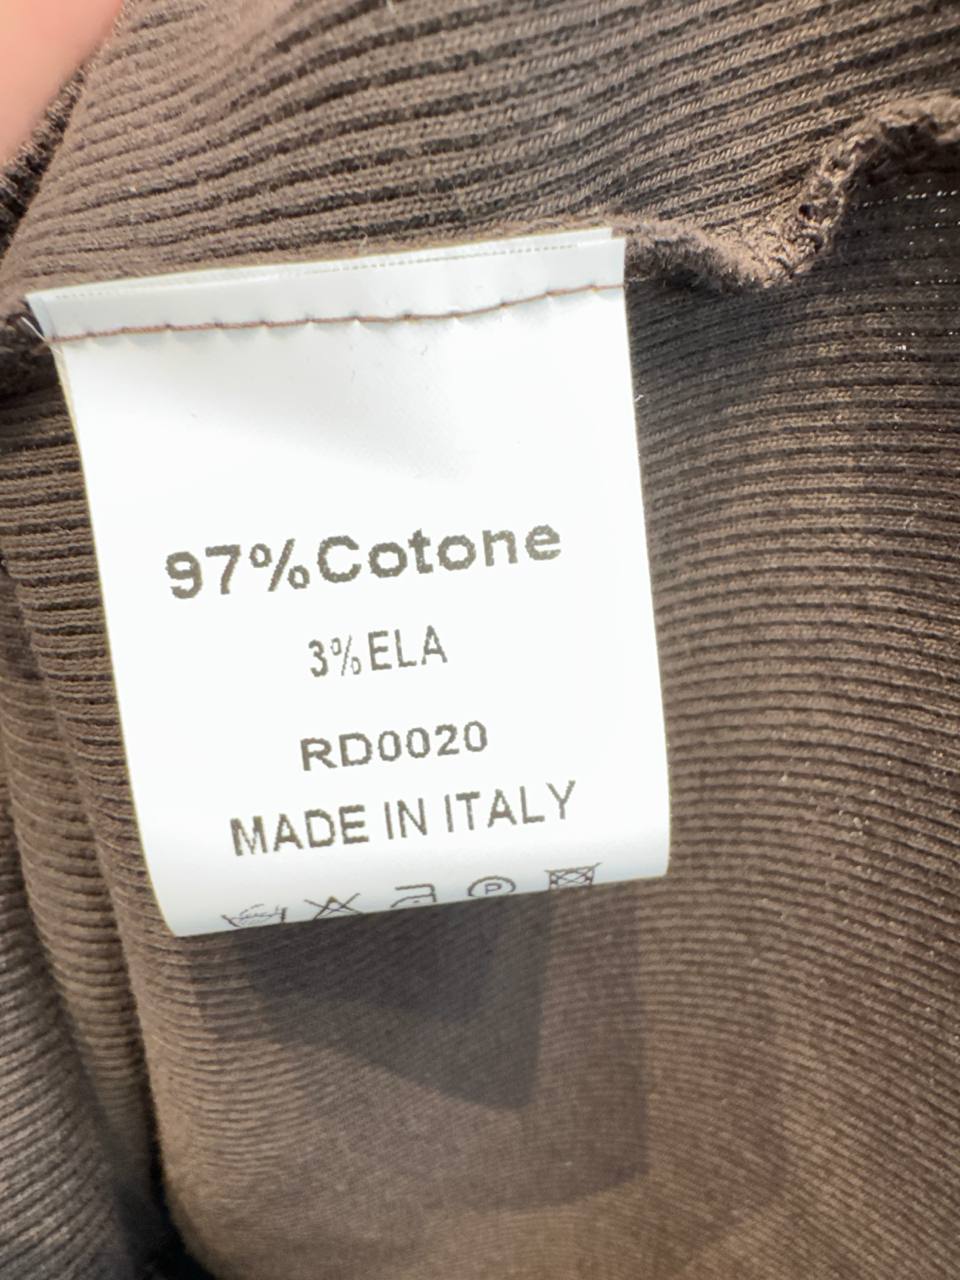 97%Cotone
3%ELA
RD0020
MADE IN ITALY
P